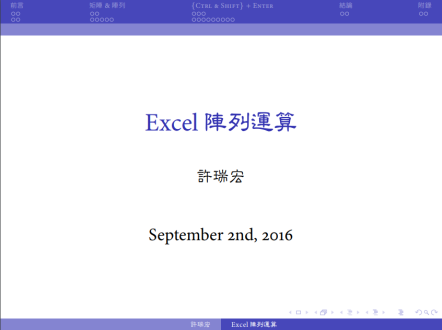 前言 矩陣 & 陣列 (Ctrl & Shift) + Enter 結論 附錄
Excel 陣列運算
許瑞宏
September 2nd, 2016
許瑞宏 Excel 陣列運算